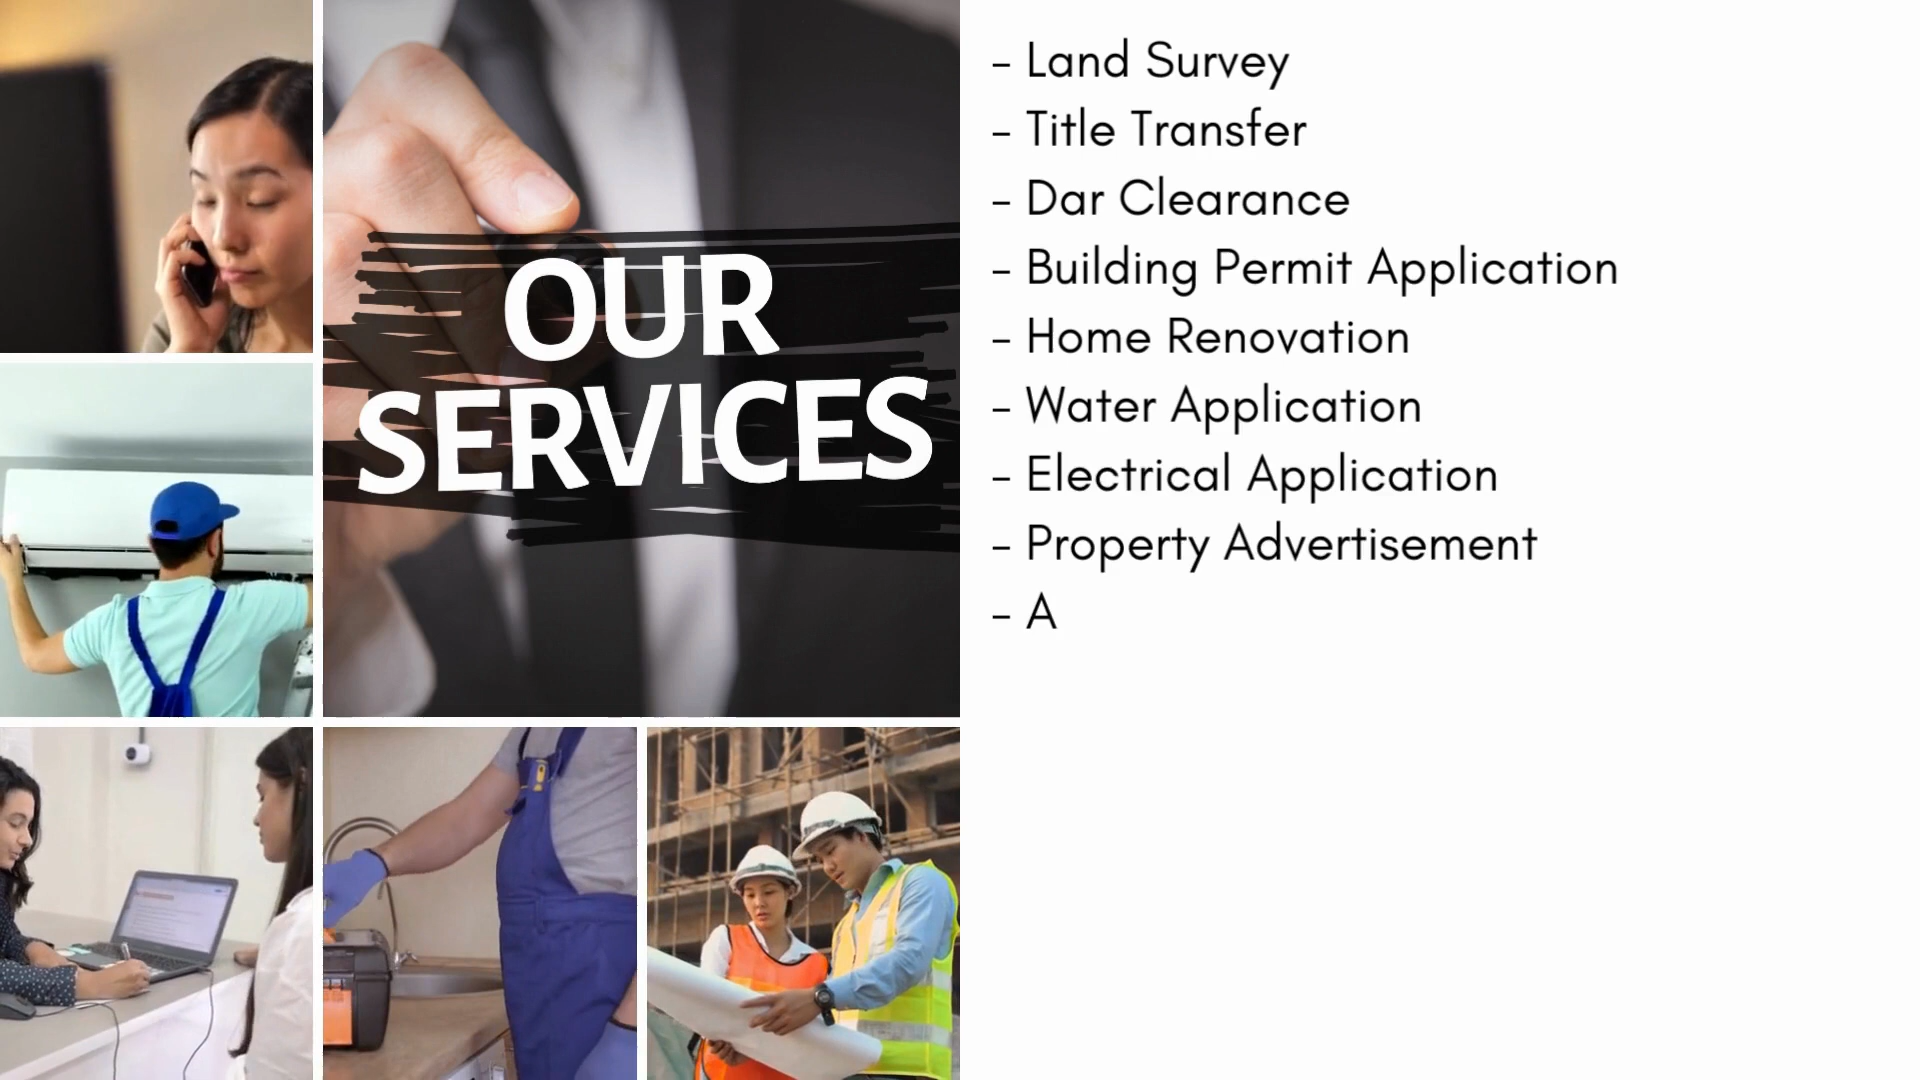 OUR
SERVICES
- Land Survey
- Title Transfer
- Dar Clearance
- Building Permit Application
- Home Renovation
- Water Application
- Electrical Application
- Property Advertisement
- A